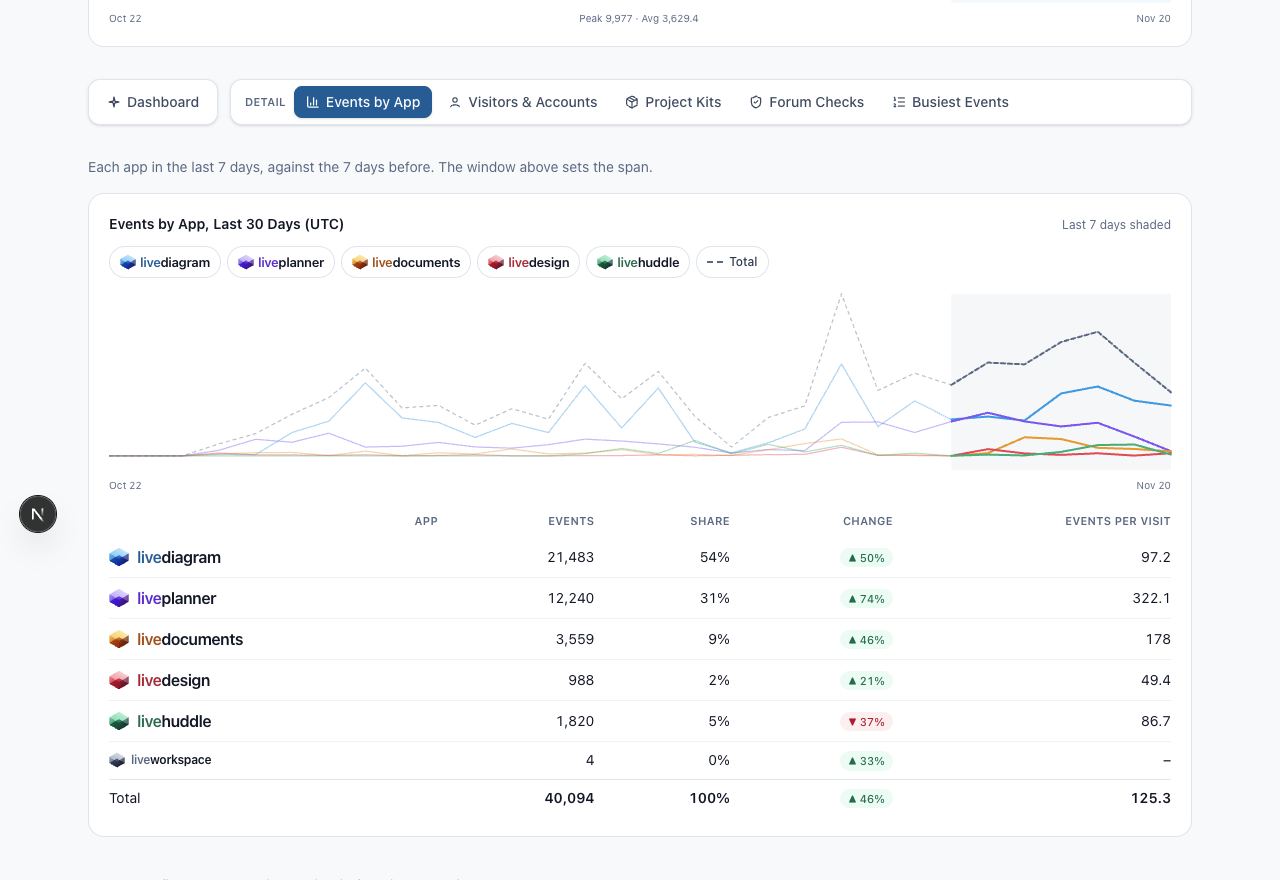 Oct 22 Peak 9,977 · Avg 3,629.4 Nov 20
Dashboard DETAIL Events by App Visitors & Accounts Project Kits Forum Checks Busiest Events
Each app in the last 7 days, against the 7 days before. The window above sets the span.
Events by App, Last 30 Days (UTC) Last 7 days shaded
livediagram liveplanner livedocuments livedesign livehuddle Total
Oct 22 Nov 20
N
APP EVENTS SHARE CHANGE EVENTS PER VISIT
livediagram 21,483 54% ▲ 50% 97.2
liveplanner 12,240 31% ▲ 74% 322.1
livedocuments 3,559 9% ▲ 46% 178
livedesign 988 2% ▲ 21% 49.4
livehuddle 1,820 5% ▼ 37% 86.7
liveworkspace 4 0% ▲ 33% –
Total 40,094 100% ▲ 46% 125.3